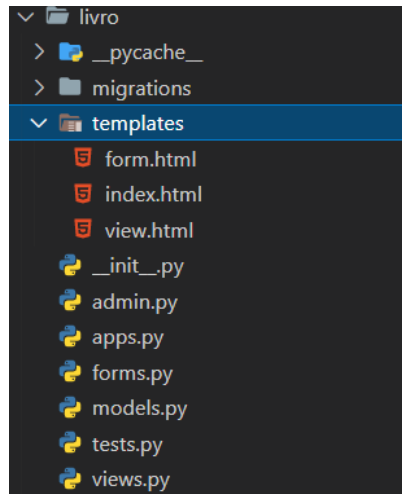 livro
__pycache__
migrations
templates
form.html
index.html
view.html
__init__.py
admin.py
apps.py
forms.py
models.py
tests.py
views.py